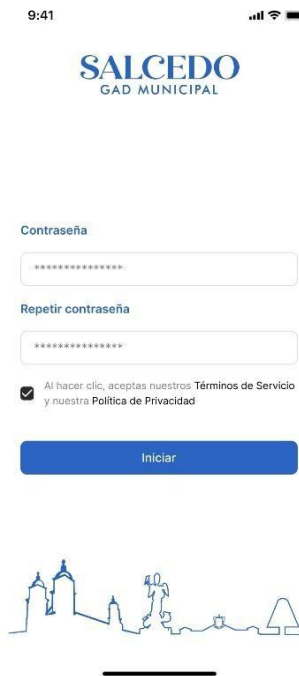 9:41
SALCEDO
GAD MUNICIPAL
Contraseña
***************
Repetir contraseña
***************
Al hacer clic, aceptas nuestros Términos de Servicio
y nuestra Política de Privacidad
Iniciar